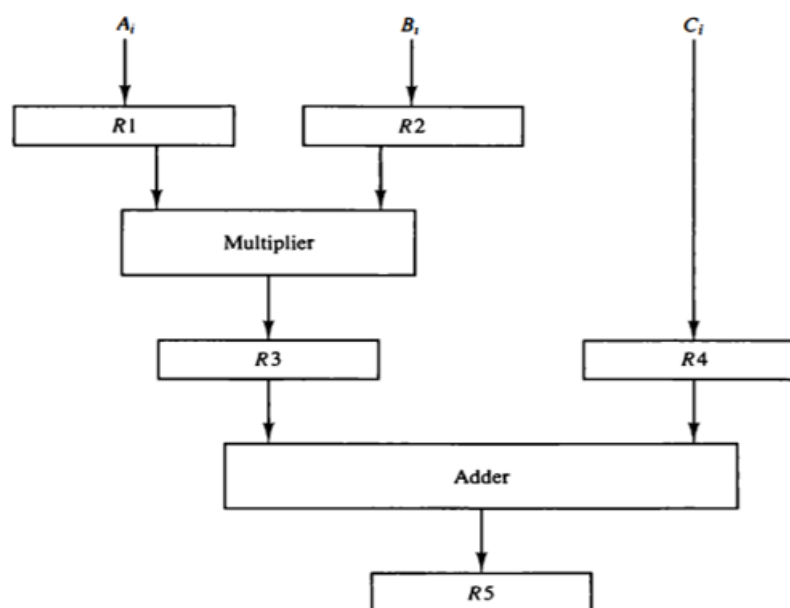 Ai Bi Ci
R1 R2
Multiplier
R3 R4
Adder
R5